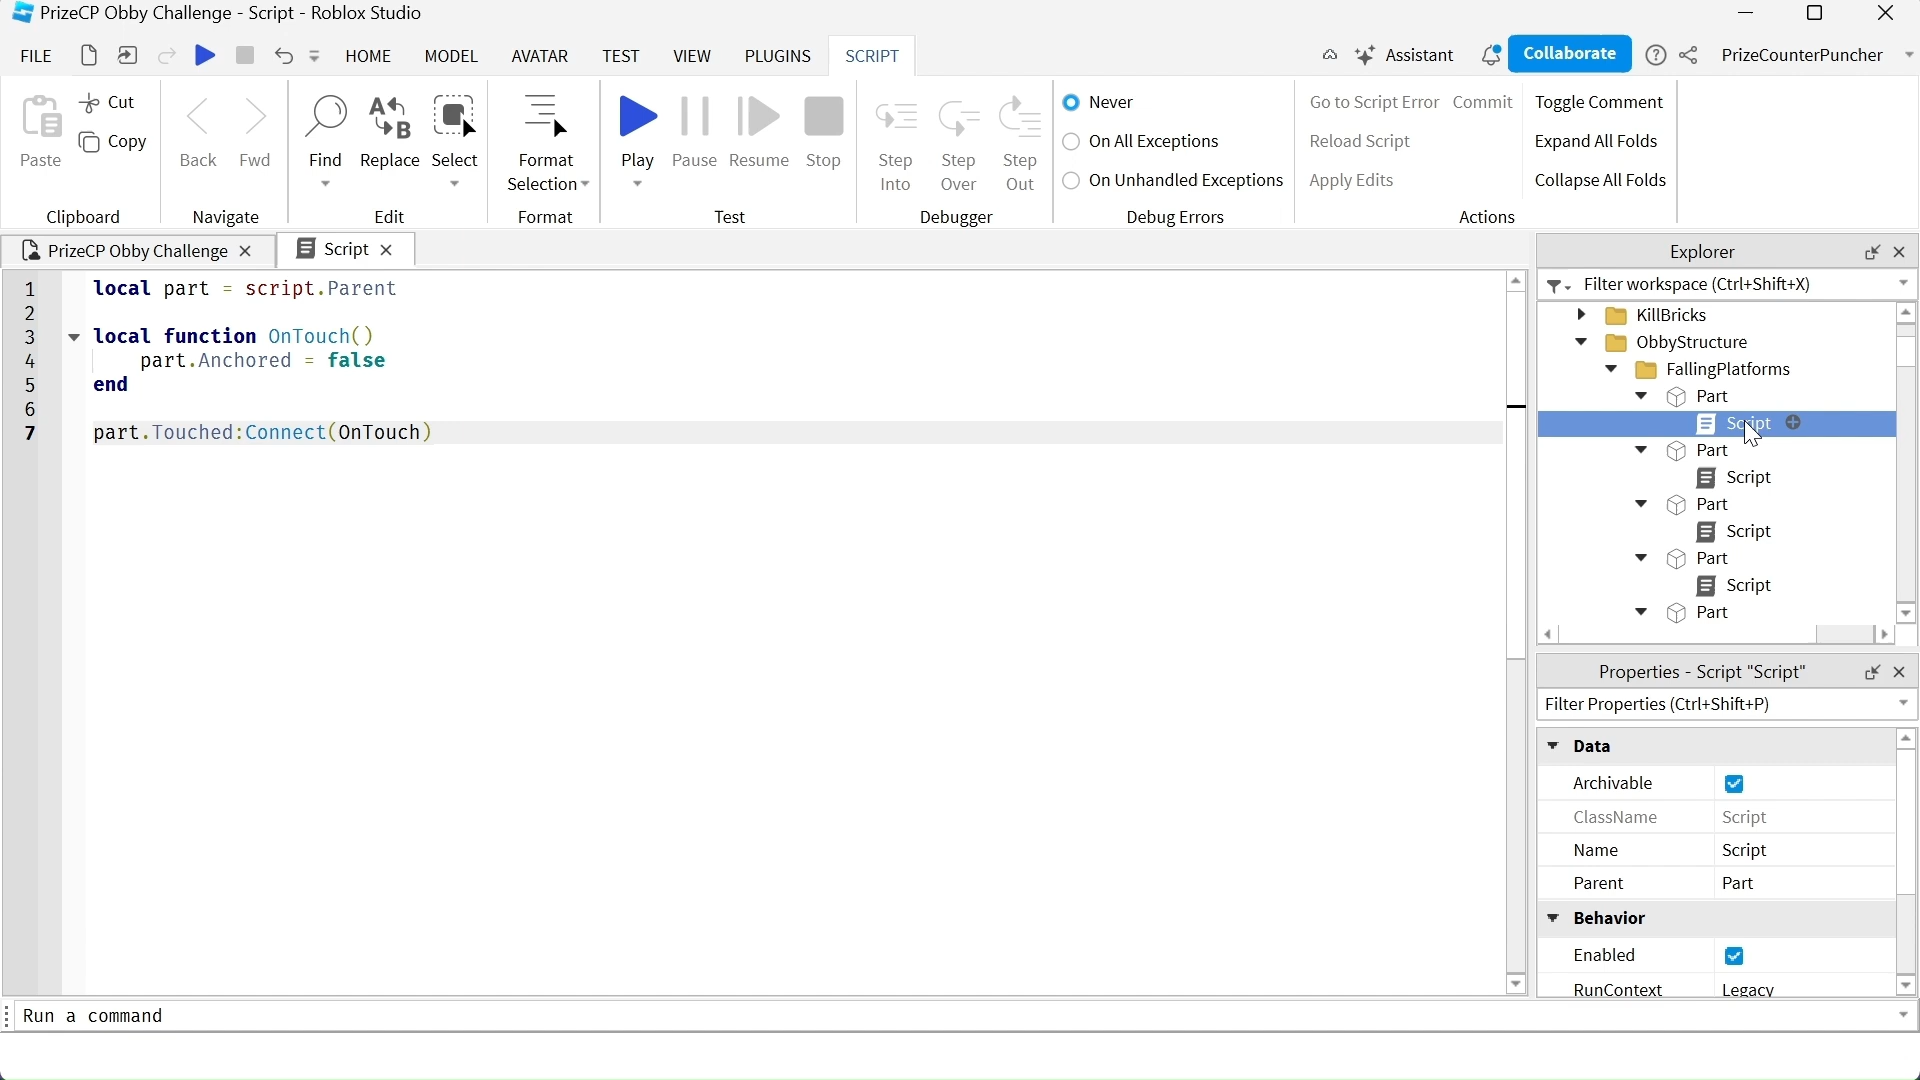 PrizeCP Obby Challenge - Script - Roblox Studio
FILE HOME MODEL AVATAR TEST VIEW PLUGINS SCRIPT Assistant Collaborate PrizeCounterPuncher
Paste Cut Copy
Clipboard
Back Fwd
Navigate
Find Replace Select
Edit
Format
Selection
Format
Play Pause Resume Stop
Test
Step
Into
Step
Over
Step
Out
Debugger
Never
On All Exceptions
On Unhandled Exceptions
Debug Errors
Go to Script Error Commit Toggle Comment
Reload Script Expand All Folds
Apply Edits Collapse All Folds
Actions
PrizeCP Obby Challenge Script
1 local part = script.Parent
2
3 local function OnTouch()
4 part.Anchored = false
5 end
6
7 part.Touched:Connect(OnTouch)
Explorer
Filter workspace (Ctrl+Shift+X)
KillBricks
ObbyStructure
FallingPlatforms
Part
Script
Part
Script
Part
Script
Part
Script
Part
Properties - Script "Script"
Filter Properties (Ctrl+Shift+P)
Data
Archivable
ClassName Script
Name Script
Parent Part
Behavior
Enabled
RunContext Legacy
Run a command